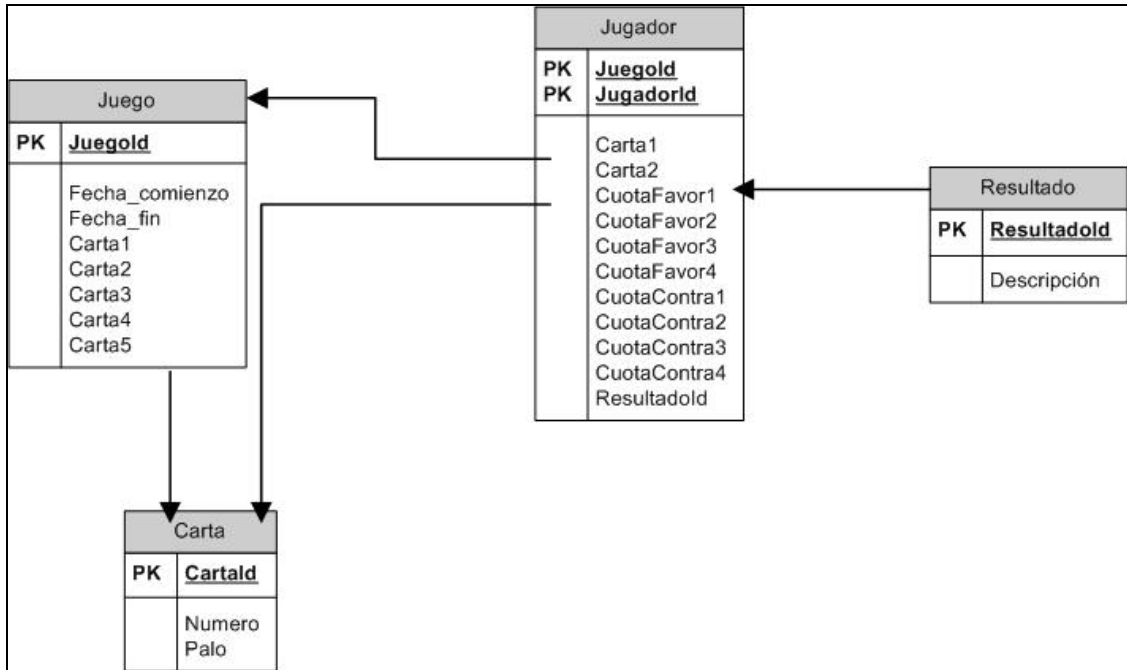 Jugador
PK JuegoId
PK JugadorId
Carta1
Carta2
CuotaFavor1
CuotaFavor2
CuotaFavor3
CuotaFavor4
CuotaContra1
CuotaContra2
CuotaContra3
CuotaContra4
ResultadoId
Juego
PK JuegoId
Fecha_comienzo
Fecha_fin
Carta1
Carta2
Carta3
Carta4
Carta5
Resultado
PK ResultadoId
Descripción
Carta
PK CartaId
Numero
Palo